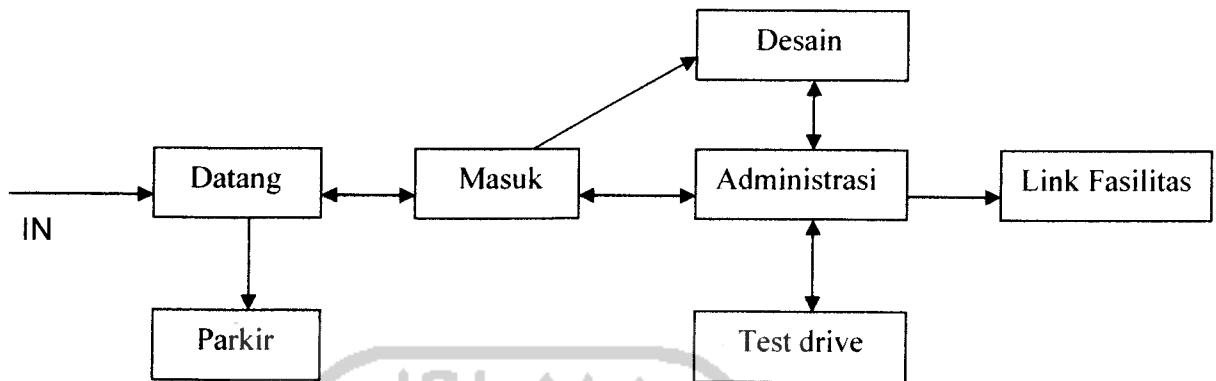 Desain
Datang
Masuk
Administrasi
Link Fasilitas
IN
Parkir
Test drive